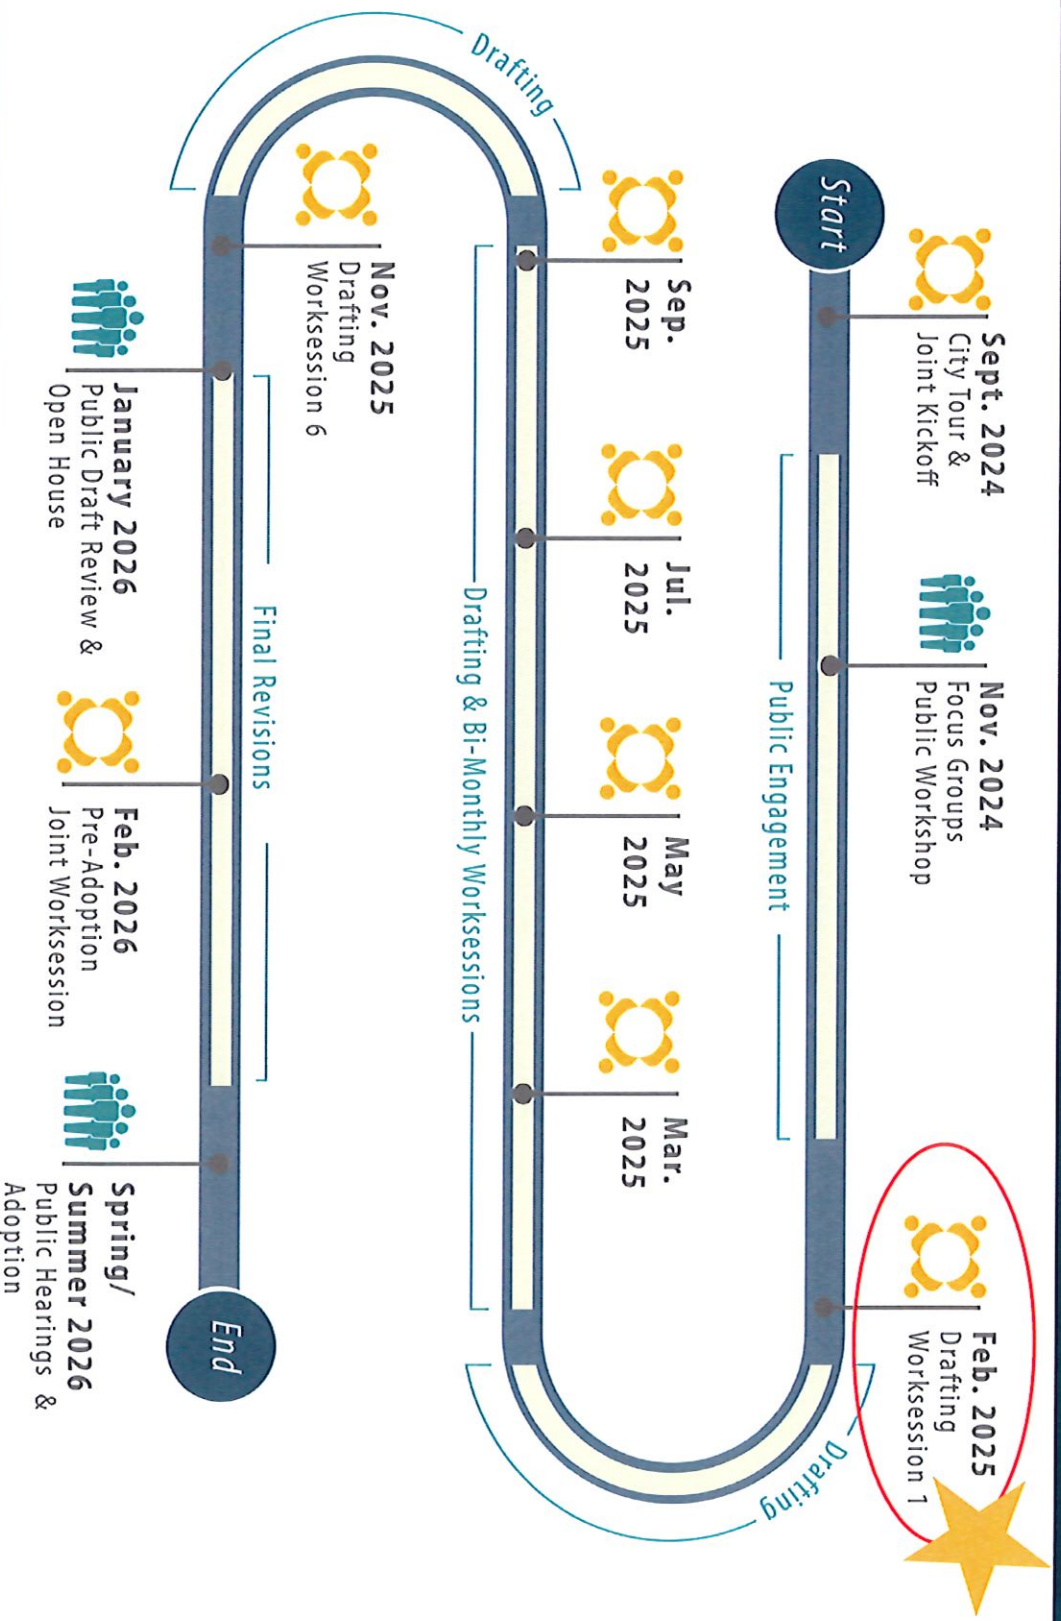 Start
Sept. 2024
City Tour &
Joint Kickoff
Nov. 2024
Focus Groups
Public Workshop
Feb. 2025
Drafting
Worksession 1
Public Engagement
Drafting
Sep.
2025
Jul.
2025
May
2025
Mar.
2025
Drafting & Bi-Monthly Worksessions
Drafting
Nov. 2025
Drafting
Worksession 6
Final Revisions
January 2026
Public Draft Review &
Open House
Feb. 2026
Pre-Adoption
Joint Worksession
Spring/
Summer 2026
Public Hearings &
Adoption
End